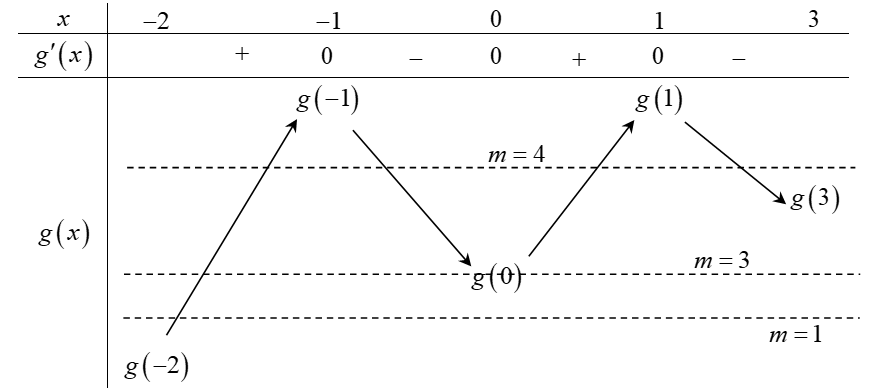 x −2 −1 0 1 3
g′(x) + 0 − 0 + 0 −
g(−1) g(1)
m = 4
g(3)
g(x)
m = 3
g(0)
m = 1
g(−2)